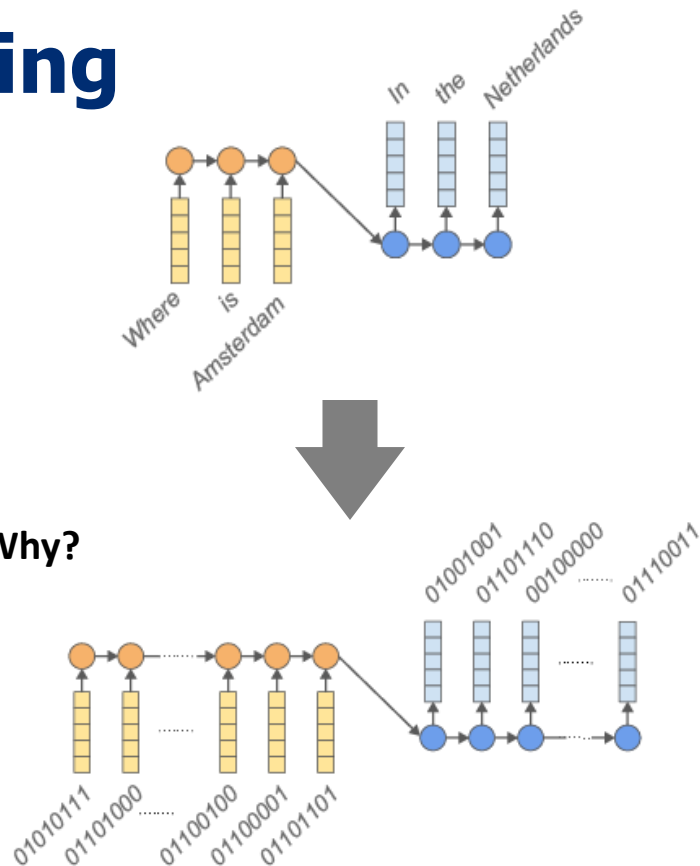 ing
In
the
Netherlands
Where
is
Amsterdam
Why?
01001001
01101110
00100000
......
01110011
......
......
......
......
......
01010111
01101000
......
01100100
01100001
01101101